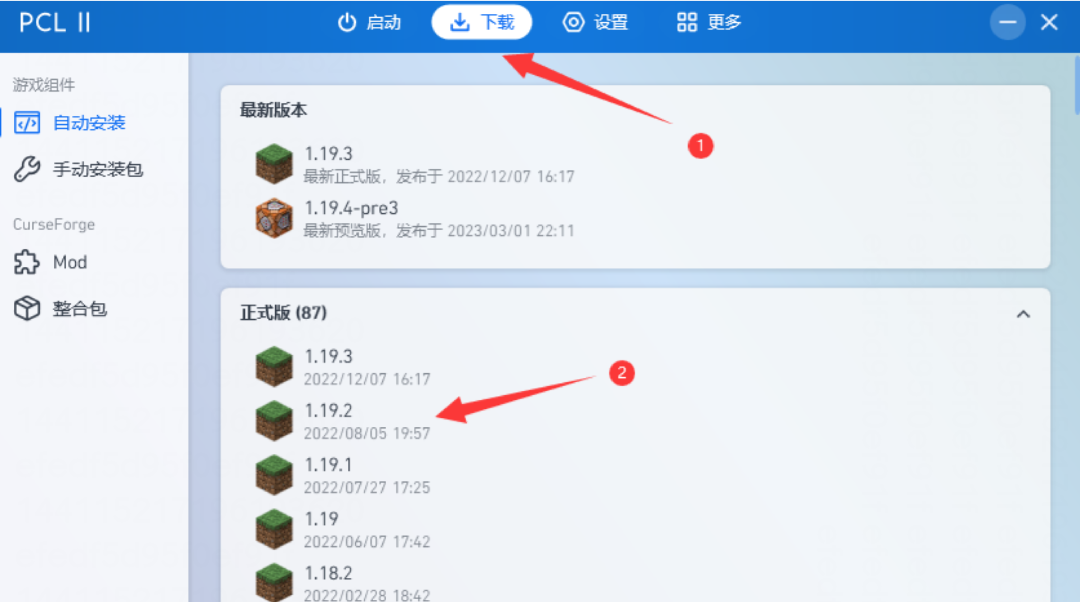 PCL II
启动
下载
设置
更多
游戏组件
自动安装
手动安装包
CurseForge
Mod
整合包
最新版本
1.19.3
最新正式版，发布于 2022/12/07 16:17
1.19.4-pre3
最新预览版，发布于 2023/03/01 22:11
1
正式版 (87)
1.19.3
2022/12/07 16:17
2
1.19.2
2022/08/05 19:57
1.19.1
2022/07/27 17:25
1.19
2022/06/07 17:42
1.18.2
2022/02/28 18:42